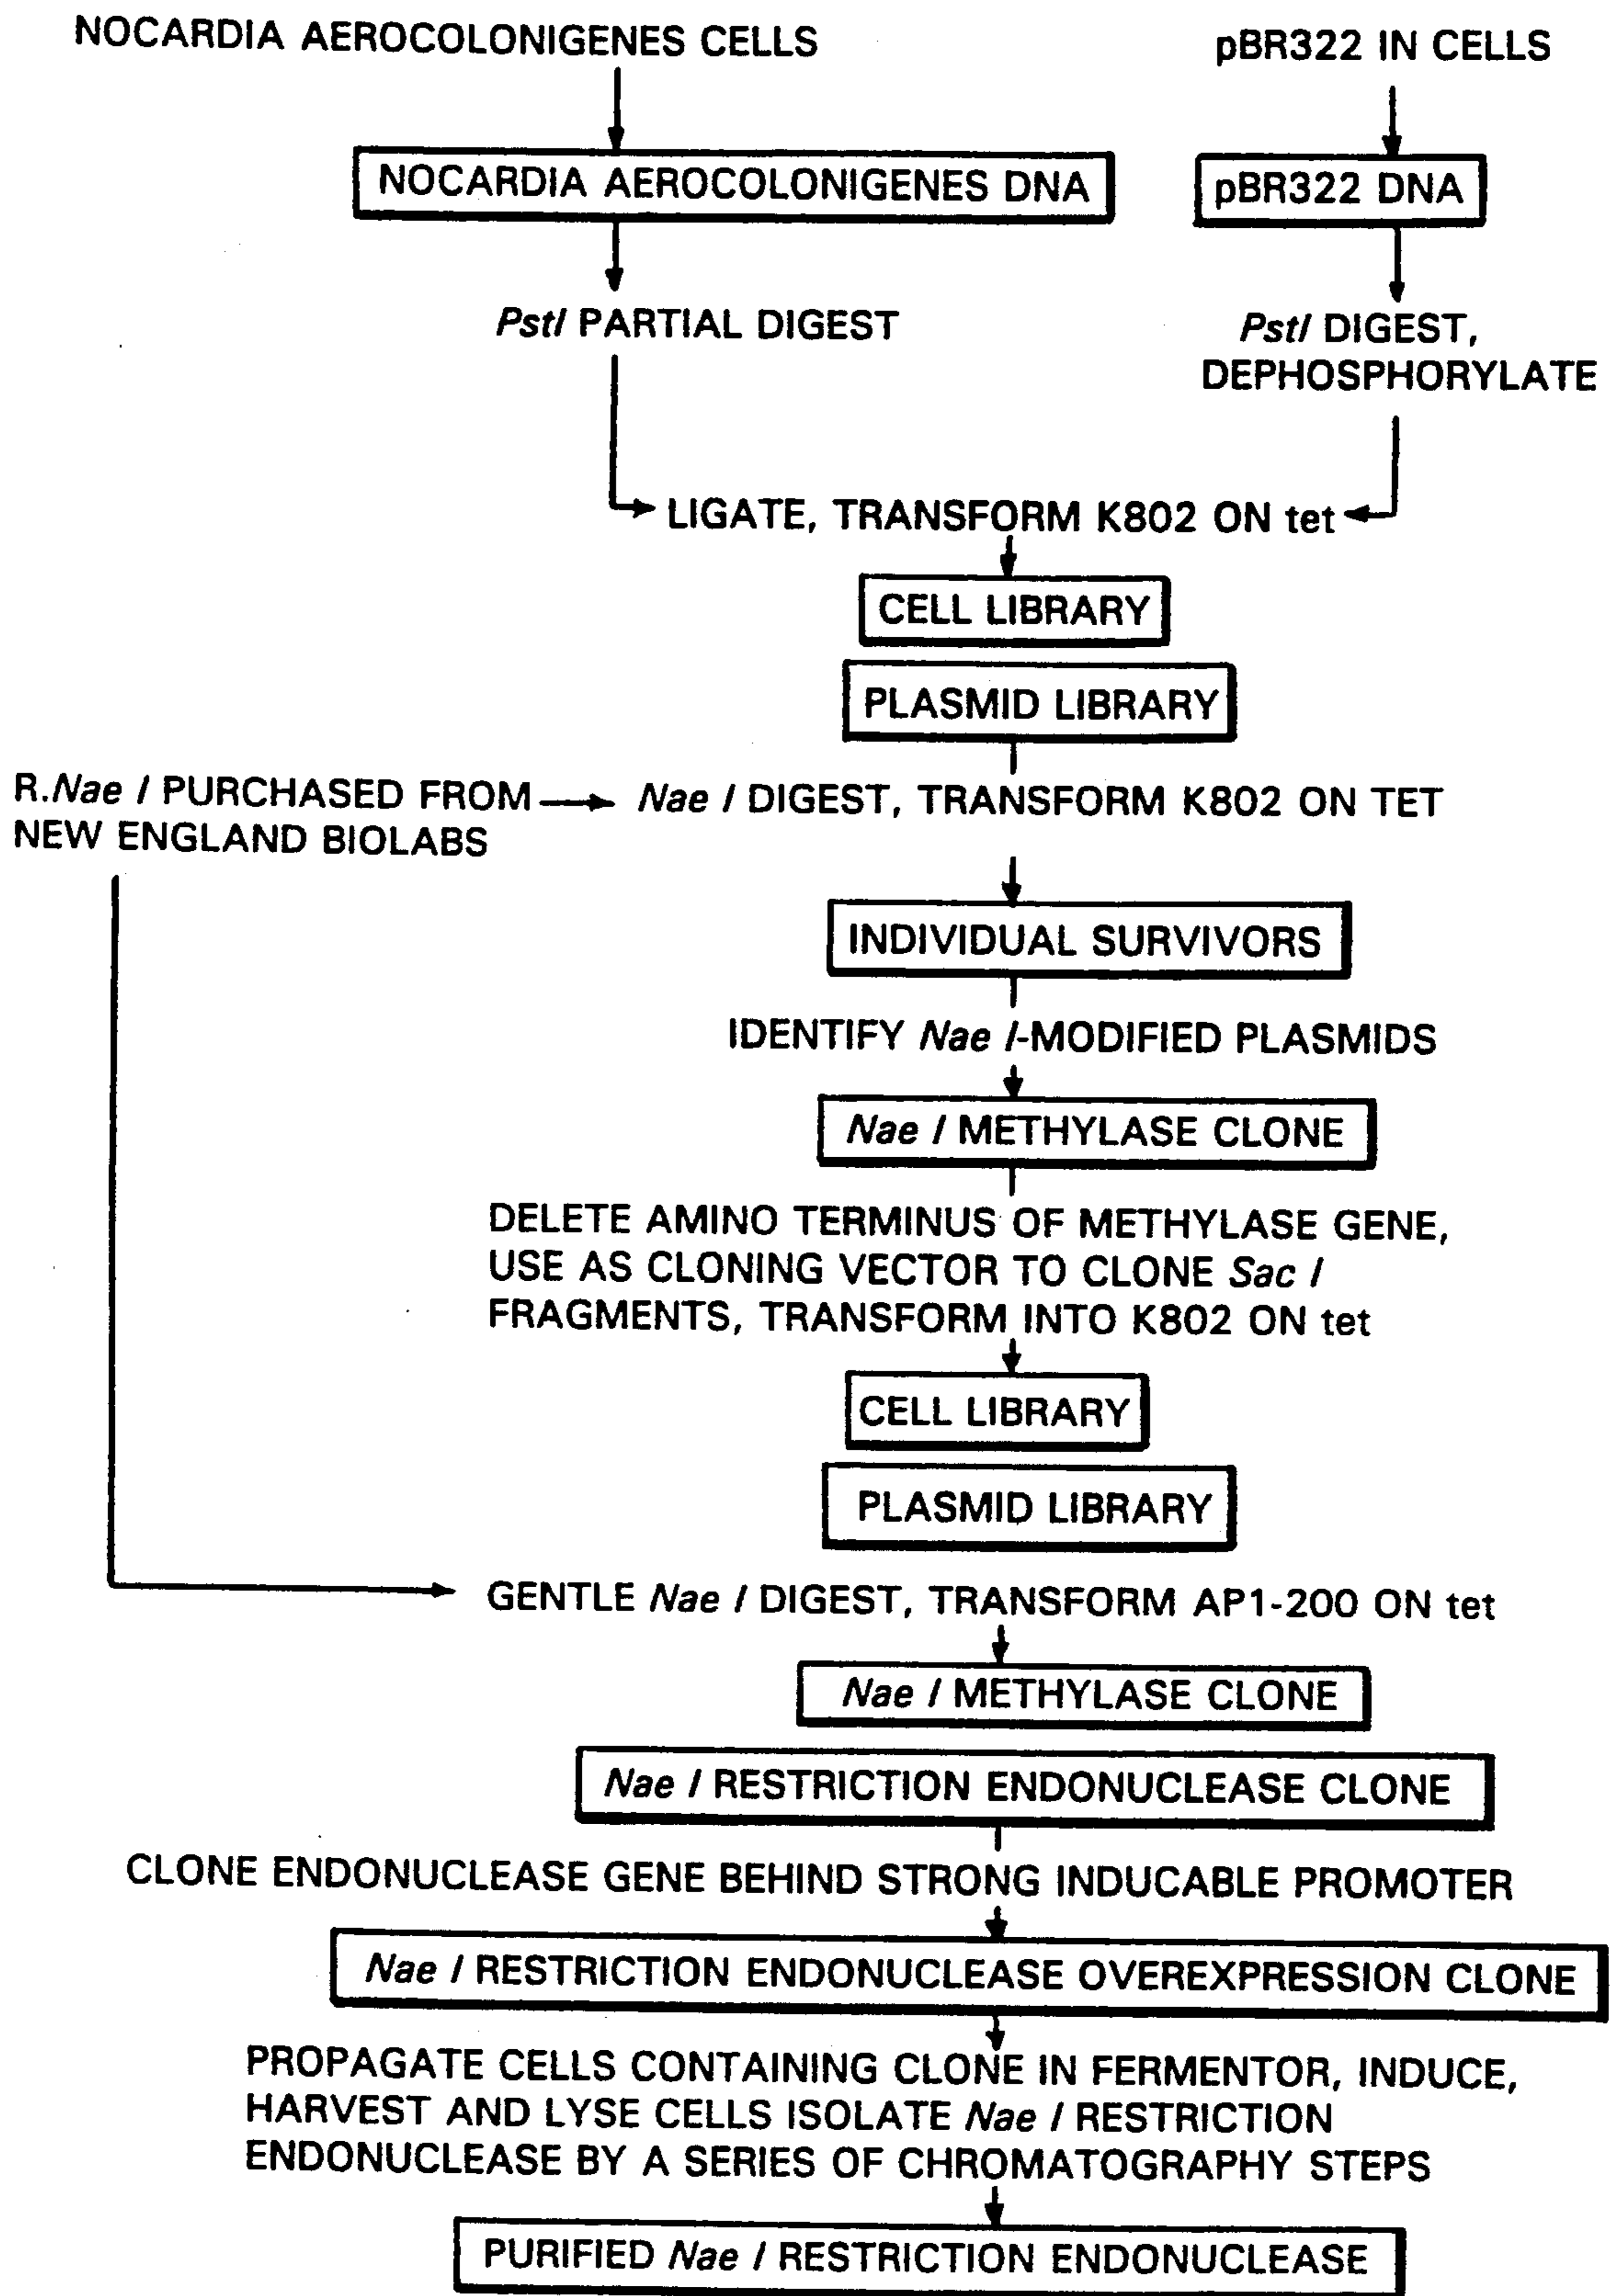 NOCARDIA AEROCOLONIGENES CELLS
pBR322 IN CELLS
NOCARDIA AEROCOLONIGENES DNA
pBR322 DNA
PstI PARTIAL DIGEST
PstI DIGEST,
DEPHOSPHORYLATE
LIGATE, TRANSFORM K802 ON tet
CELL LIBRARY
PLASMID LIBRARY
R.Nae I PURCHASED FROM
NEW ENGLAND BIOLABS
Nae I DIGEST, TRANSFORM K802 ON TET
INDIVIDUAL SURVIVORS
IDENTIFY Nae I-MODIFIED PLASMIDS
Nae I METHYLASE CLONE
DELETE AMINO TERMINUS OF METHYLASE GENE,
USE AS CLONING VECTOR TO CLONE Sac I
FRAGMENTS, TRANSFORM INTO K802 ON tet
CELL LIBRARY
PLASMID LIBRARY
GENTLE Nae I DIGEST, TRANSFORM AP1-200 ON tet
Nae I METHYLASE CLONE
Nae I RESTRICTION ENDONUCLEASE CLONE
CLONE ENDONUCLEASE GENE BEHIND STRONG INDUCABLE PROMOTER
Nae I RESTRICTION ENDONUCLEASE OVEREXPRESSION CLONE
PROPAGATE CELLS CONTAINING CLONE IN FERMENTOR, INDUCE,
HARVEST AND LYSE CELLS ISOLATE Nae I RESTRICTION
ENDONUCLEASE BY A SERIES OF CHROMATOGRAPHY STEPS
PURIFIED Nae I RESTRICTION ENDONUCLEASE